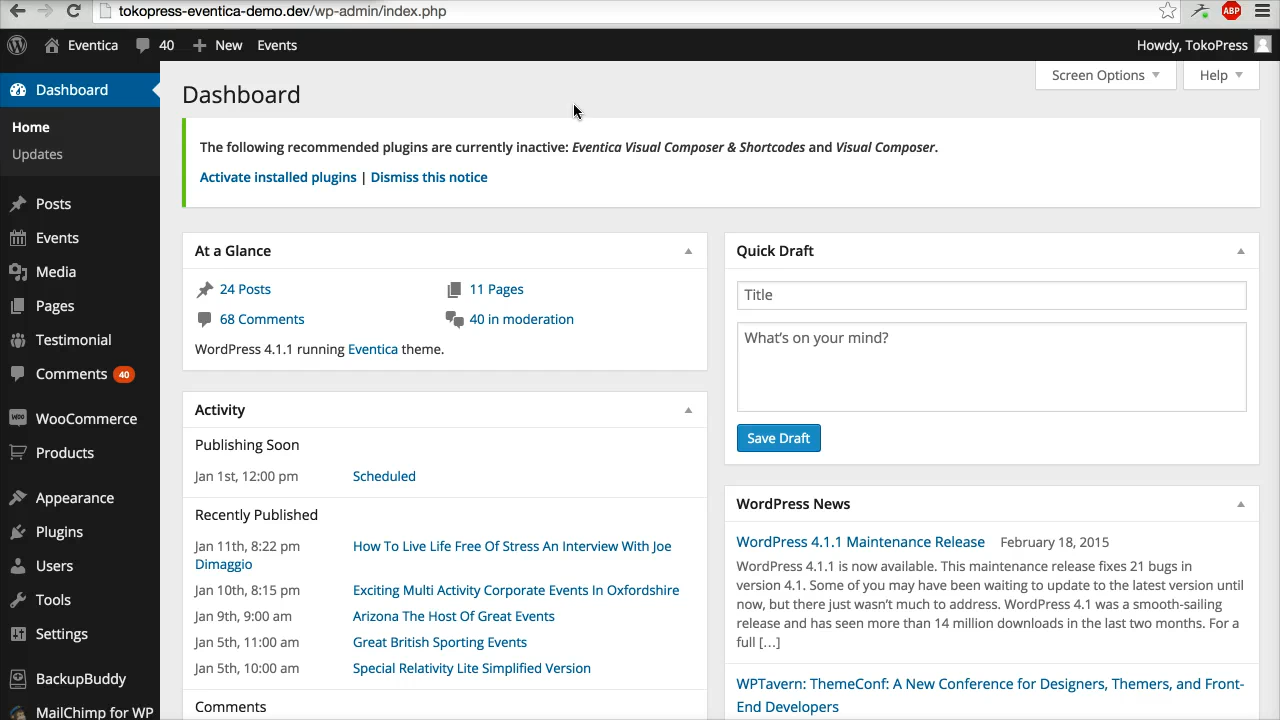 tokopress-eventica-demo.dev/wp-admin/index.php
ABP
Eventica 40 New Events
Howdy, TokoPress
Dashboard
Home
Updates
Posts
Events
Media
Pages
Testimonial
Comments 40
WooCommerce
Products
Appearance
Plugins
Users
Tools
Settings
BackupBuddy
MailChimp for WP
Screen Options
Help
Dashboard
The following recommended plugins are currently inactive: Eventica Visual Composer & Shortcodes and Visual Composer.
Activate installed plugins | Dismiss this notice
At a Glance
24 Posts
11 Pages
68 Comments
40 in moderation
WordPress 4.1.1 running Eventica theme.
Activity
Publishing Soon
Jan 1st, 12:00 pm Scheduled
Recently Published
Jan 11th, 8:22 pm How To Live Life Free Of Stress An Interview With Joe
Dimaggio
Jan 10th, 8:15 pm Exciting Multi Activity Corporate Events In Oxfordshire
Jan 9th, 9:00 am Arizona The Host Of Great Events
Jan 5th, 11:00 am Great British Sporting Events
Jan 5th, 10:00 am Special Relativity Lite Simplified Version
Comments
Quick Draft
Title
What's on your mind?
Save Draft
WordPress News
WordPress 4.1.1 Maintenance Release February 18, 2015
WordPress 4.1.1 is now available. This maintenance release fixes 21 bugs in
version 4.1. Some of you may have been waiting to update to the latest version until
now, but there just wasn't much to address. WordPress 4.1 was a smooth-sailing
release and has seen more than 14 million downloads in the last two months. For a
full […]
WPTavern: ThemeConf: A New Conference for Designers, Themers, and Front-
End Developers